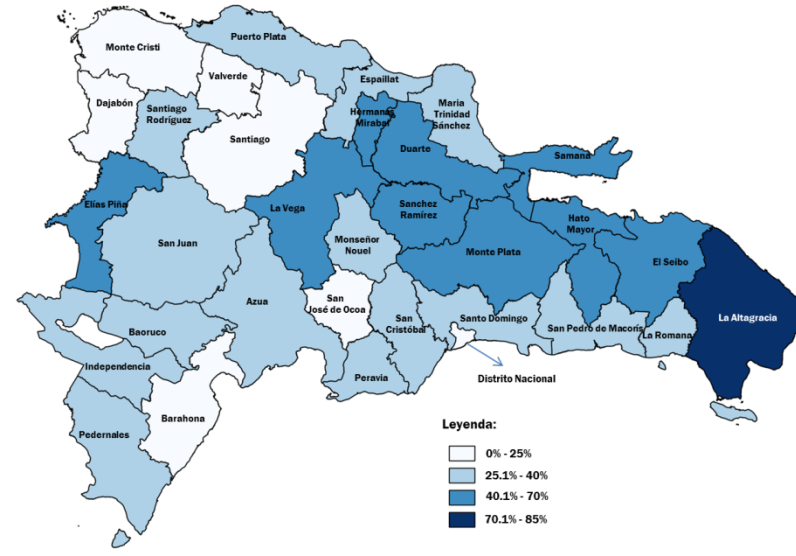 Puerto Plata
Monte Cristi
Valverde
Espaillat
Dajabón
Santiago
Rodríguez
Maria
Trinidad
Sánchez
Hermanas
Mirabal
Santiago
Duarte
Samana
Elías Piña
La Vega
Sanchez
Ramírez
Hato
Mayor
San Juan
Monseñor
Nouel
Monte Plata
El Seibo
Azua
San
José de Ocoa
San
Cristóbal
Santo Domingo
San Pedro de Macorís
La Romana
La Altagracia
Baoruco
Independencia
Peravia
Distrito Nacional
Barahona
Pedernales
Leyenda:
0% - 25%
25.1% - 40%
40.1% - 70%
70.1% - 85%